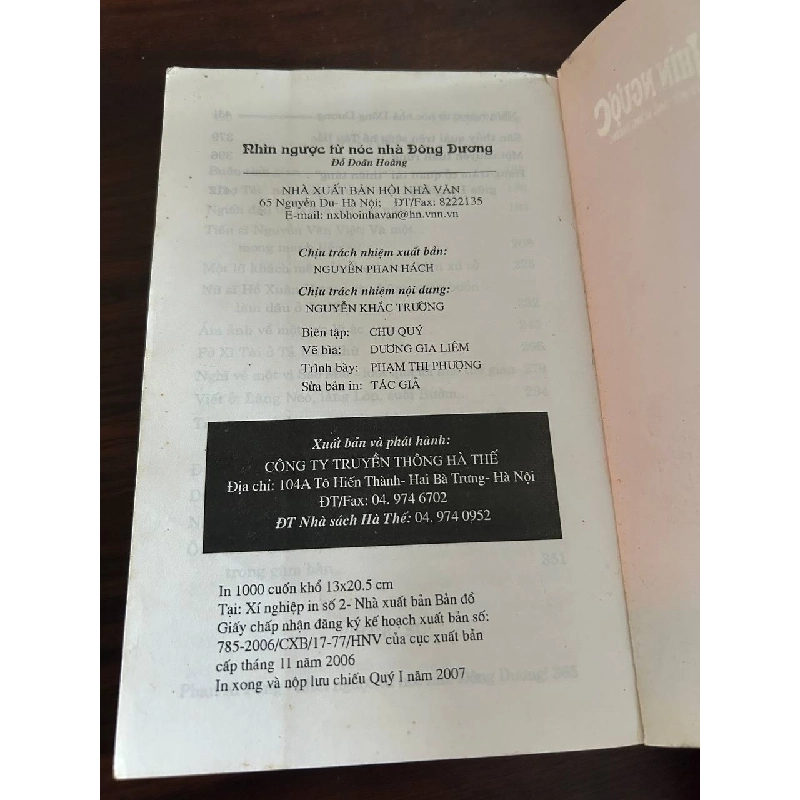 Nhìn ngược từ nóc nhà Đông Dương
Đỗ Doãn Hoàng
NHÀ XUẤT BẢN HỘI NHÀ VĂN
65 Nguyễn Du- Hà Nội; ĐT/Fax: 8222135
E-mail: nxbhoinhavan@hn.vnn.vn
Chịu trách nhiệm xuất bản:
NGUYỄN PHAN HÁCH
Chịu trách nhiệm nội dung:
NGUYỄN KHẮC TRƯỜNG
Biên tập: CHU QUÝ
Vẽ bìa: DƯƠNG GIA LIÊM
Trình bày: PHẠM THỊ PHƯỢNG
Sửa bản in: TÁC GIẢ
Xuất bản và phát hành:
CÔNG TY TRUYỀN THÔNG HÀ THẾ
Địa chỉ: 104A Tô Hiến Thành- Hai Bà Trưng- Hà Nội
ĐT/Fax: 04. 974 6702
ĐT Nhà sách Hà Thế: 04. 974 0952
In 1000 cuốn khổ 13x20.5 cm
Tại: Xí nghiệp in số 2- Nhà xuất bản Bản đồ
Giấy chấp nhận đăng ký kế hoạch xuất bản số:
785-2006/CXB/17-77/HNV của cục xuất bản
cấp tháng 11 năm 2006
In xong và nộp lưu chiểu Quý I năm 2007
NHÌN NGƯỢC